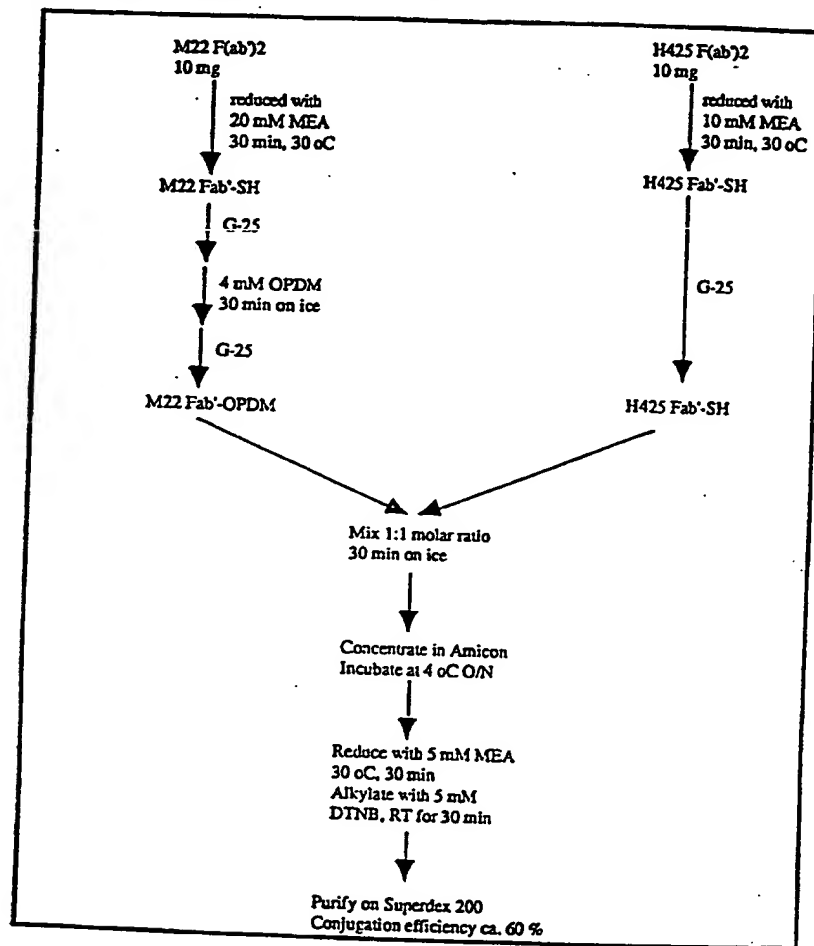 M22 F(ab')2
10 mg
reduced with
20 mM MEA
30 min, 30 oC
M22 Fab'-SH
G-25
4 mM OPDM
30 min on ice
G-25
M22 Fab'-OPDM
H425 F(ab')2
10 mg
reduced with
10 mM MEA
30 min, 30 oC
H425 Fab'-SH
G-25
H425 Fab'-SH
Mix 1:1 molar ratio
30 min on ice
Concentrate in Amicon
Incubate at 4 oC O/N
Reduce with 5 mM MEA
30 oC, 30 min
Alkylate with 5 mM
DTNB, RT for 30 min
Purify on Superdex 200
Conjugation efficiency ca. 60 %